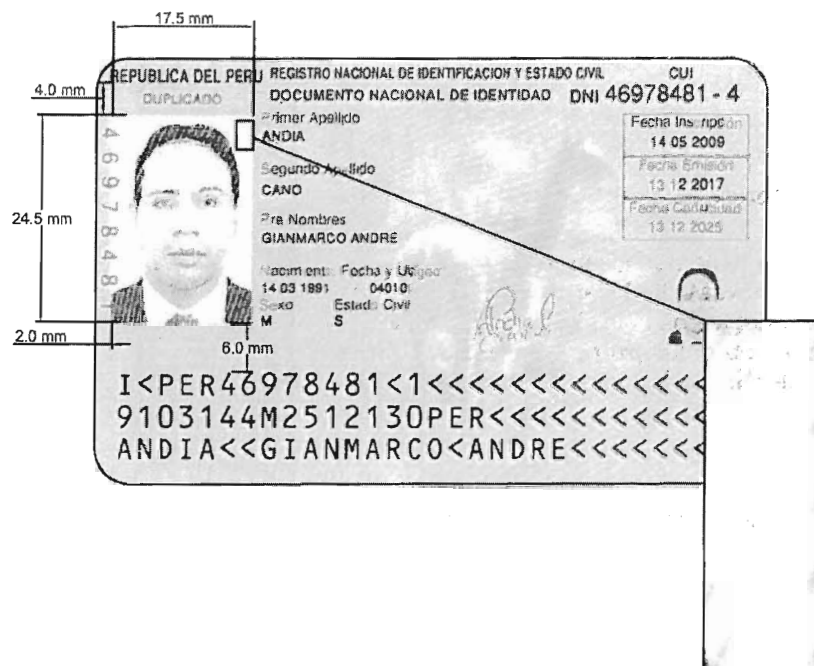 17.5 mm
REPUBLICA DEL PERU REGISTRO NACIONAL DE IDENTIFICACION Y ESTADO CIVIL CUI
4.0 mm
DUPLICADO DOCUMENTO NACIONAL DE IDENTIDAD DNI 46978481 - 4
Primer Apellido
ANDIA
Fecha Inscripción
14 05 2009
Segundo Apellido
CANO
Fecha Emisión
13 12 2017
Pre Nombres
GIANMARCO ANDRE
Fecha Caducidad
13 12 2025
46978481
24.5 mm
Nacimiento: Fecha y Ubigeo
14 03 1991 04010
Sexo Estado Civil
M S
2.0 mm
6.0 mm
I<PER46978481<1<<<<<<<<<<<<<<<
9103144M2512130PER<<<<<<<<<<
ANDIA<<GIANMARCO<ANDRE<<<<<<<